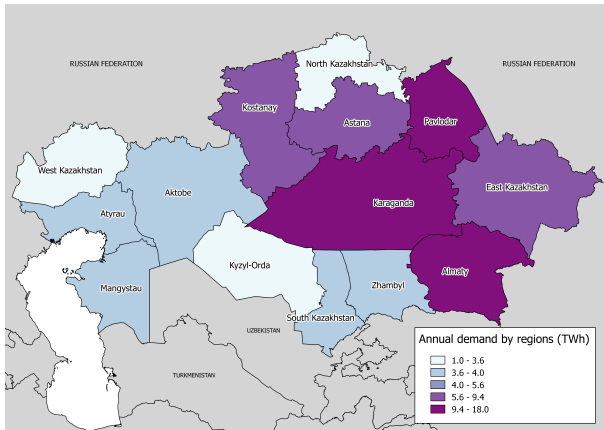 North Kazakhstan
RUSSIAN FEDERATION
RUSSIAN FEDERATION
Kostanay
Astana
Pavlodar
West Kazakhstan
Aktobe
East Kazakhstan
Karaganda
Atyrau
Kyzyl-Orda
Almaty
Mangystau
Zhambyl
South Kazakhstan
UZBEKISTAN
TURKMENISTAN
Annual demand by regions (TWh)
1.0 - 3.6
3.6 - 4.0
4.0 - 5.6
5.6 - 9.4
9.4 - 18.0